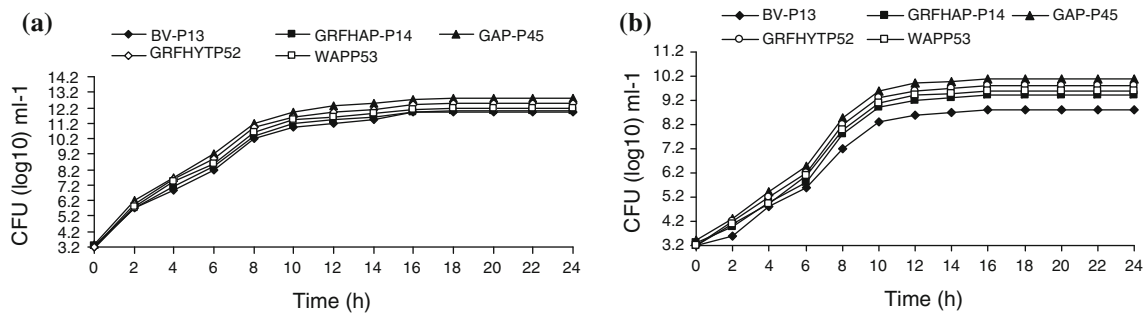 (a)
BV-P13 GRFHAP-P14 GAP-P45
GRFHYTP52 WAPP53
CFU (log10) ml-1
14.2
13.2
12.2
11.2
10.2
9.2
8.2
7.2
6.2
5.2
4.2
3.2
0 2 4 6 8 10 12 14 16 18 20 22 24
Time (h)
(b)
BV-P13 GRFHAP-P14 GAP-P45
GRFHYTP52 WAPP53
CFU (log10) ml-1
11.2
10.2
9.2
8.2
7.2
6.2
5.2
4.2
3.2
0 2 4 6 8 10 12 14 16 18 20 22 24
Time (h)